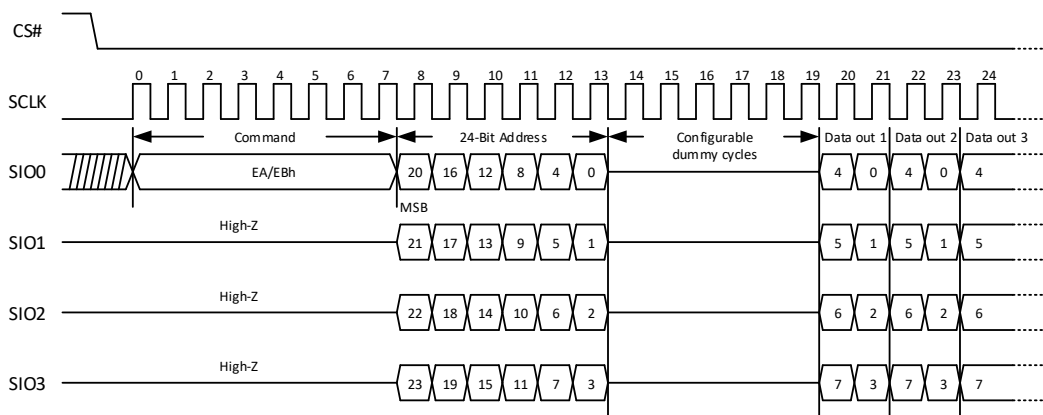 CS#
0 1 2 3 4 5 6 7 8 9 10 11 12 13 14 15 16 17 18 19 20 21 22 23 24
SCLK
Command 24-Bit Address Configurable dummy cycles Data out 1 Data out 2 Data out 3
SIO0 EA/EBh 20 16 12 8 4 0 4 0 4 0 4
MSB
High-Z
SIO1 21 17 13 9 5 1 5 1 5 1 5
High-Z
SIO2 22 18 14 10 6 2 6 2 6 2 6
High-Z
SIO3 23 19 15 11 7 3 7 3 7 3 7